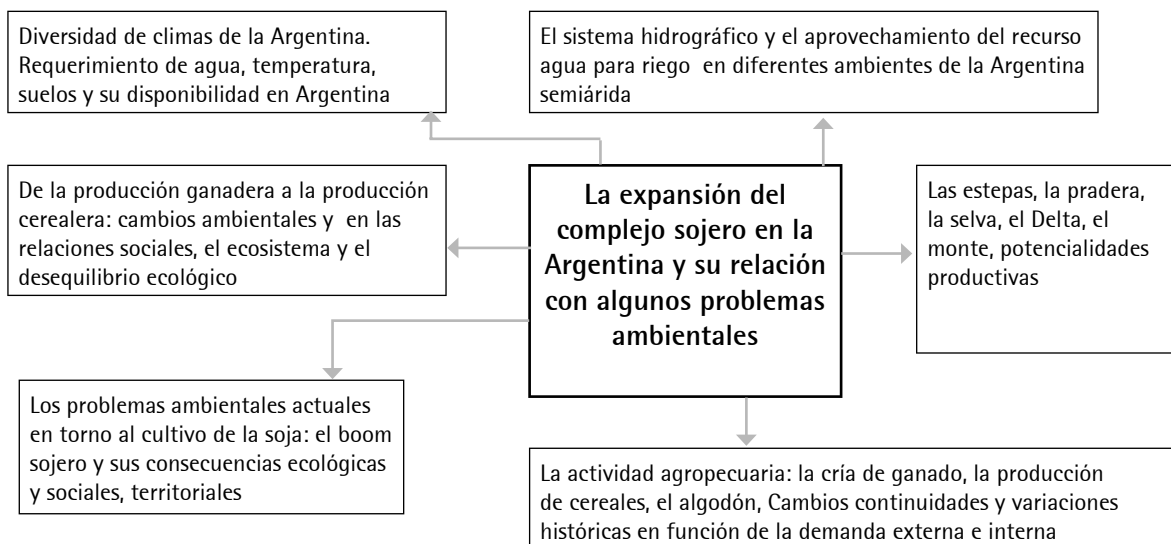 Diversidad de climas de la Argentina.
Requerimiento de agua, temperatura,
suelos y su disponibilidad en Argentina
El sistema hidrográfico y el aprovechamiento del recurso
agua para riego en diferentes ambientes de la Argentina
semiárida
De la producción ganadera a la producción
cerealera: cambios ambientales y en las
relaciones sociales, el ecosistema y el
desequilibrio ecológico
La expansión del
complejo sojero en la
Argentina y su relación
con algunos problemas
ambientales
Las estepas, la pradera,
la selva, el Delta, el
monte, potencialidades
productivas
Los problemas ambientales actuales
en torno al cultivo de la soja: el boom
sojero y sus consecuencias ecológicas
y sociales, territoriales
La actividad agropecuaria: la cría de ganado, la producción
de cereales, el algodón, Cambios continuidades y variaciones
históricas en función de la demanda externa e interna